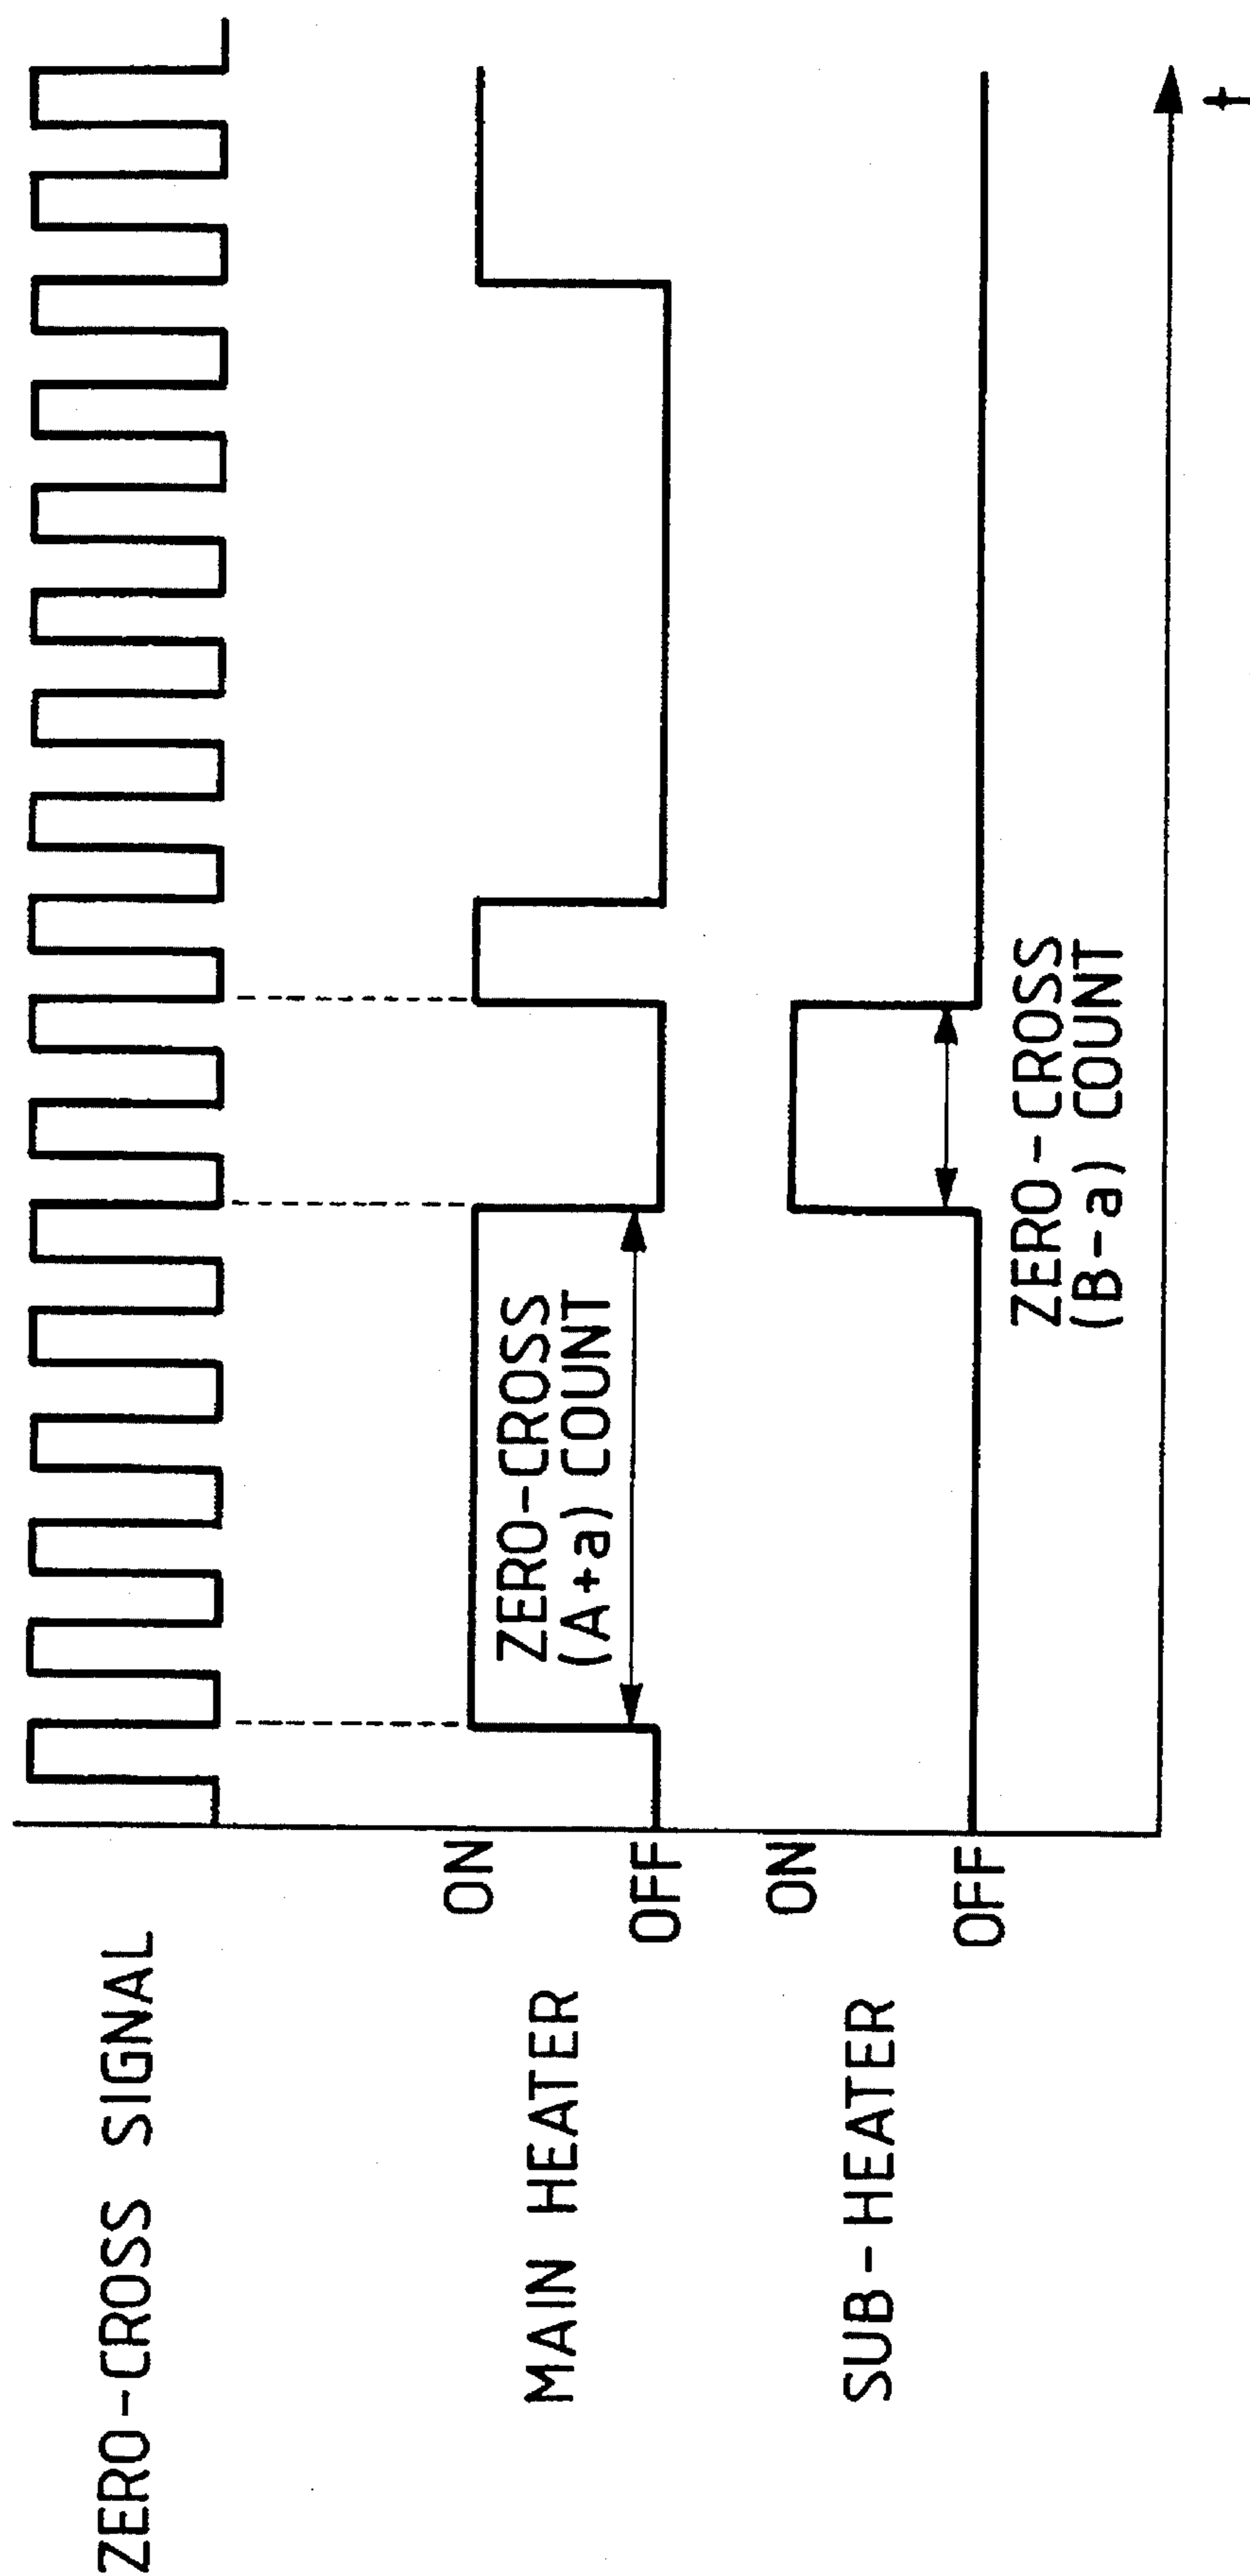 ZERO-CROSS SIGNAL
MAIN HEATER
ON
OFF
ZERO-CROSS
(A+a) COUNT
SUB-HEATER
ON
OFF
ZERO-CROSS
(B-a) COUNT
t